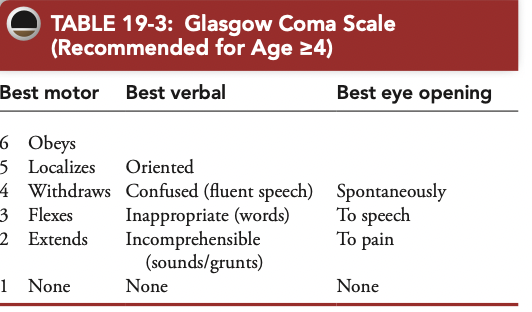 TABLE 19-3: Glasgow Coma Scale
(Recommended for Age ≥4)
Best motor Best verbal Best eye opening
6 Obeys
5 Localizes Oriented
4 Withdraws Confused (fluent speech) Spontaneously
3 Flexes Inappropriate (words) To speech
2 Extends Incomprehensible To pain
(sounds/grunts)
1 None None None